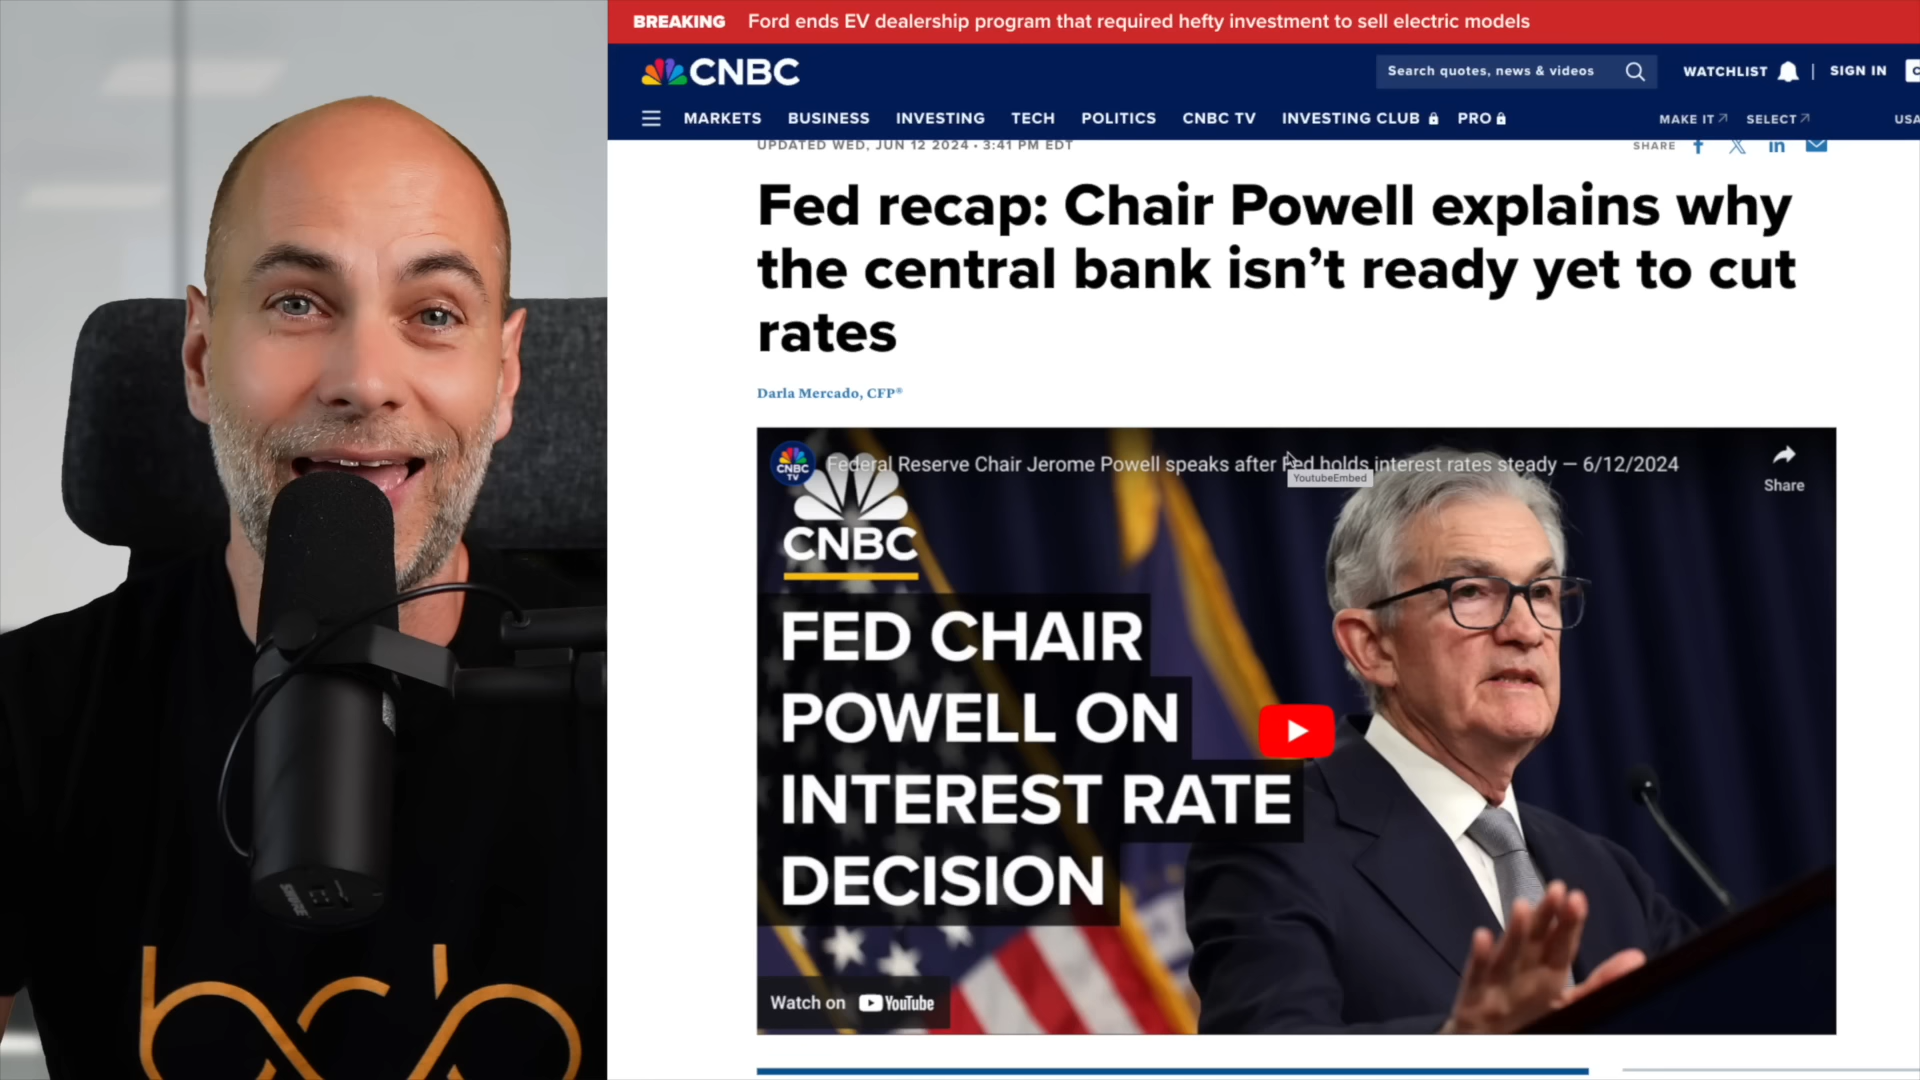 BREAKING Ford ends EV dealership program that required hefty investment to sell electric models
CNBC
Search quotes, news & videos
WATCHLIST
SIGN IN
MARKETS BUSINESS INVESTING TECH POLITICS CNBC TV INVESTING CLUB PRO
MAKE IT SELECT USA
UPDATED WED, JUN 12 2024 • 3:41 PM EDT
SHARE
Fed recap: Chair Powell explains why
the central bank isn’t ready yet to cut
rates
Darla Mercado, CFP®
CNBC
TV
Federal Reserve Chair Jerome Powell speaks after Fed holds interest rates steady — 6/12/2024
YoutubeEmbed
Share
CNBC
FED CHAIR
POWELL ON
INTEREST RATE
DECISION
Watch on YouTube
SHURE
bcb